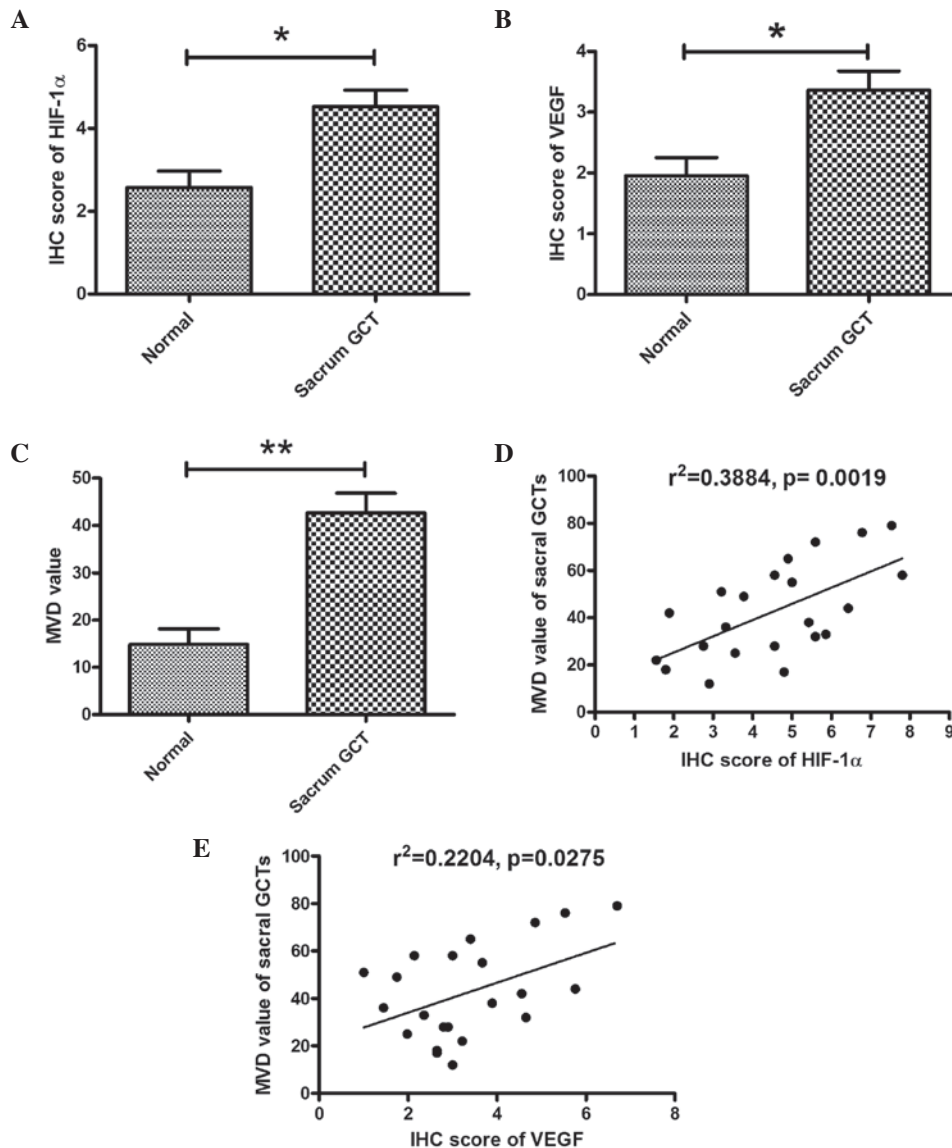 A
IHC score of HIF-1α
6
4
2
0
*
Normal
Sacrum GCT
B
IHC score of VEGF
4
3
2
1
0
*
Normal
Sacrum GCT
C
MVD value
50
40
30
20
10
0
**
Normal
Sacrum GCT
D
MVD value of sacral GCTs
r²=0.3884, p= 0.0019
100
80
60
40
20
0
0 1 2 3 4 5 6 7 8 9
IHC score of HIF-1α
E
MVD value of sacral GCTs
r²=0.2204, p=0.0275
100
80
60
40
20
0
0 2 4 6 8
IHC score of VEGF